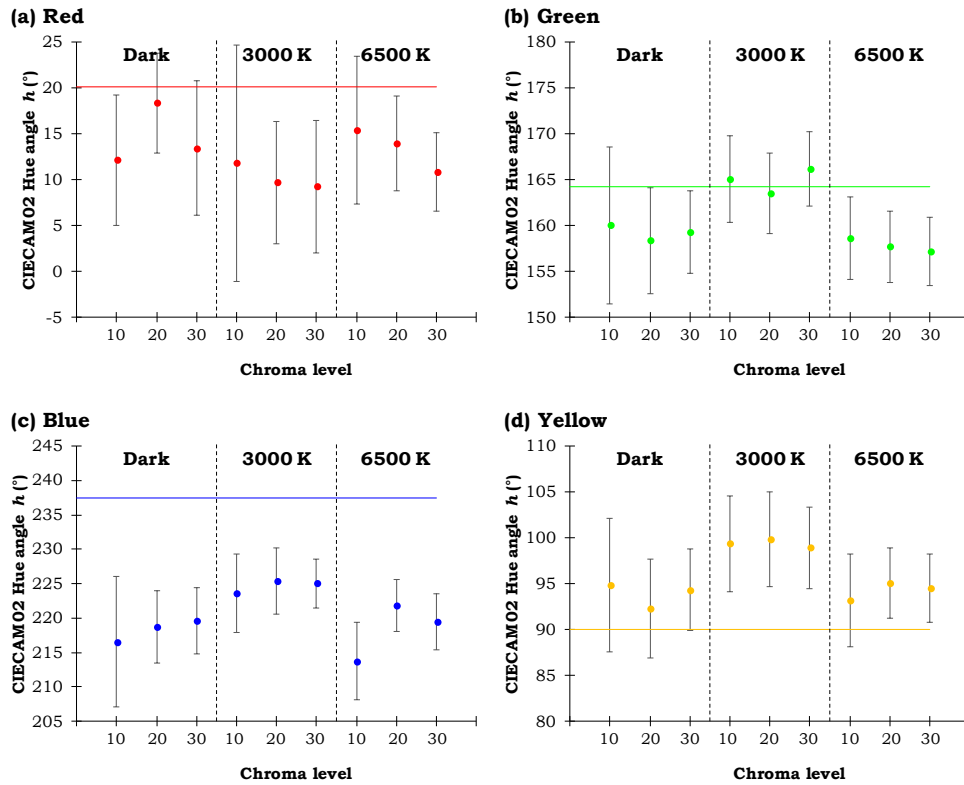 (a) Red
Dark 3000 K 6500 K
CIECAM02 Hue angle h (°)
25
20
15
10
5
0
-5
10 20 30 10 20 30 10 20 30
Chroma level
(b) Green
Dark 3000 K 6500 K
CIECAM02 Hue angle h (°)
180
175
170
165
160
155
150
10 20 30 10 20 30 10 20 30
Chroma level
(c) Blue
Dark 3000 K 6500 K
CIECAM02 Hue angle h (°)
245
240
235
230
225
220
215
210
205
10 20 30 10 20 30 10 20 30
Chroma level
(d) Yellow
Dark 3000 K 6500 K
CIECAM02 Hue angle h (°)
110
105
100
95
90
85
80
10 20 30 10 20 30 10 20 30
Chroma level